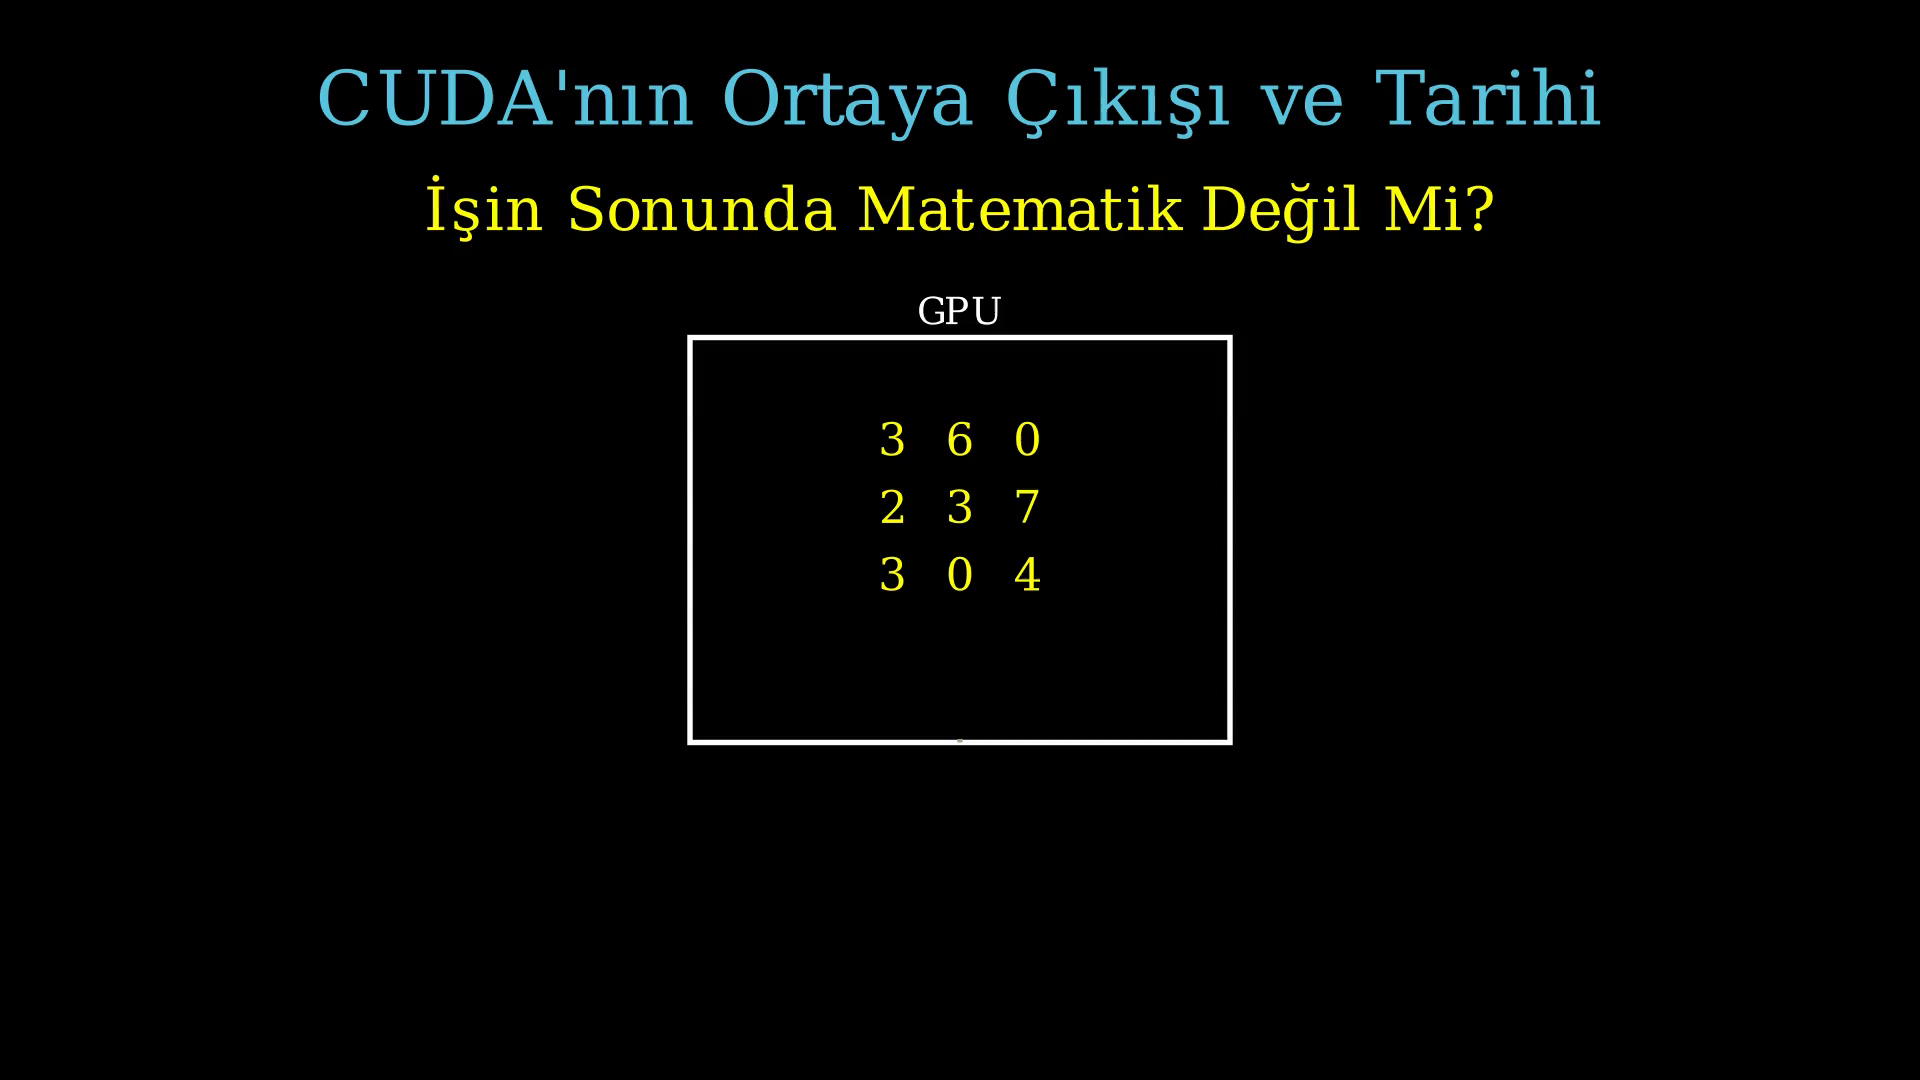 CUDA'nın Ortaya Çıkışı ve Tarihi
İşin Sonunda Matematik Değil Mi?
GPU
3 6 0
2 3 7
3 0 4